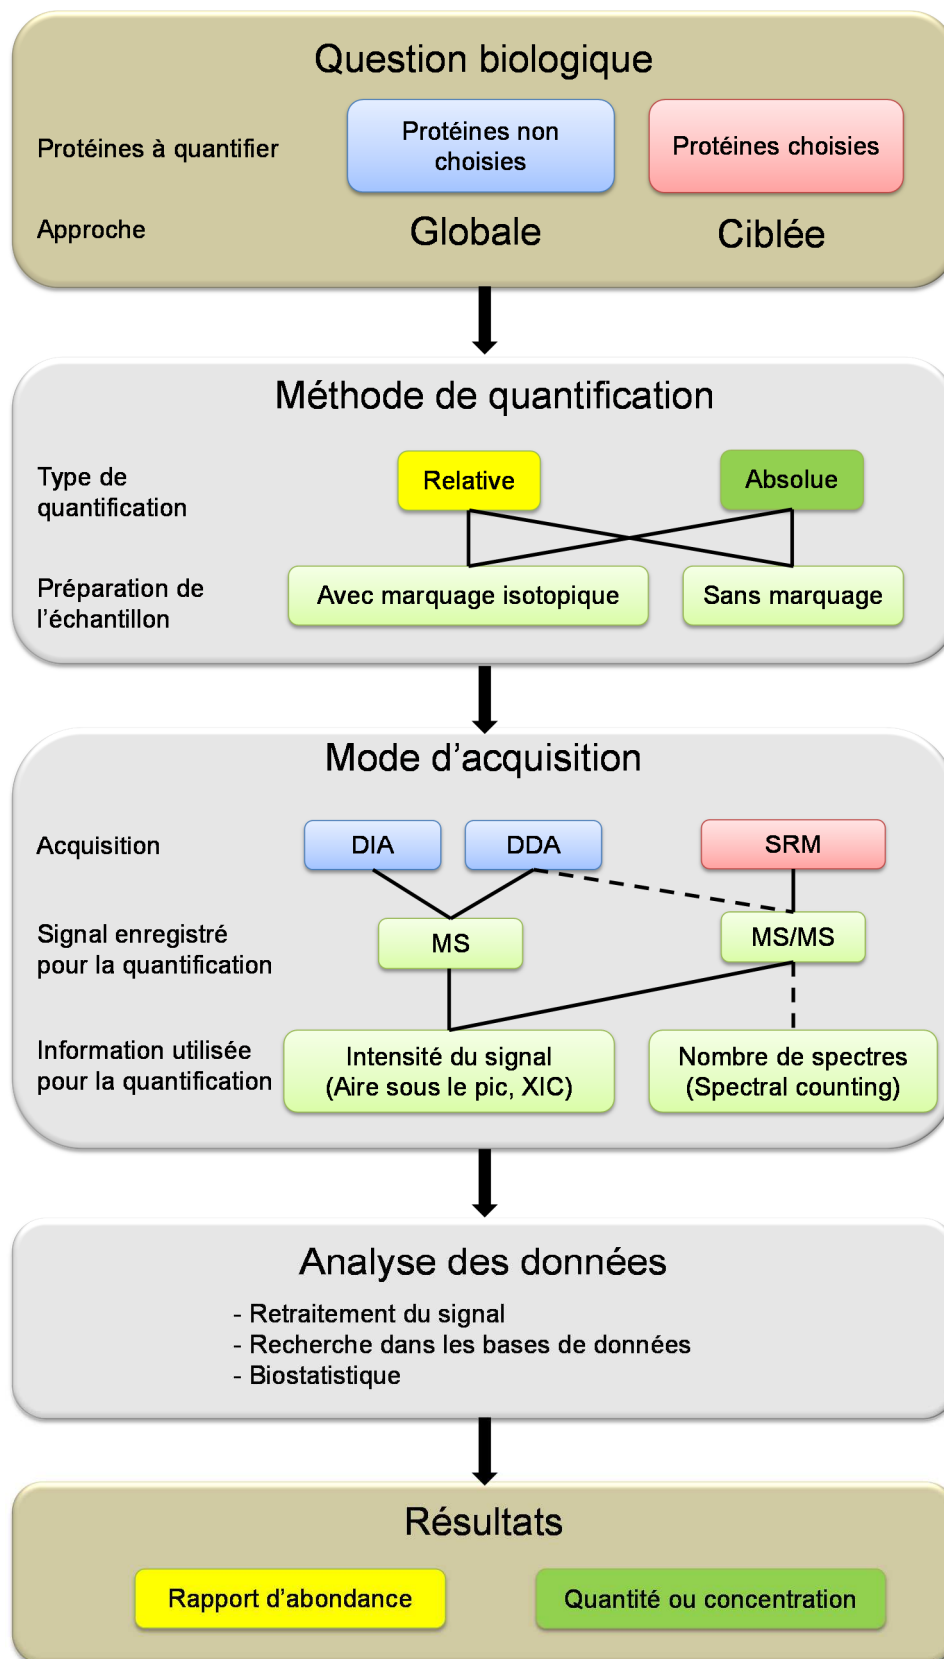 Question biologique
Protéines à quantifier
Protéines non
choisies
Protéines choisies
Approche
Globale
Ciblée
Méthode de quantification
Type de
quantification
Relative
Absolue
Préparation de
l'échantillon
Avec marquage isotopique
Sans marquage
Mode d'acquisition
Acquisition
DIA
DDA
SRM
Signal enregistré
pour la quantification
MS
MS/MS
Information utilisée
pour la quantification
Intensité du signal
(Aire sous le pic, XIC)
Nombre de spectres
(Spectral counting)
Analyse des données
- Retraitement du signal
- Recherche dans les bases de données
- Biostatistique
Résultats
Rapport d'abondance
Quantité ou concentration